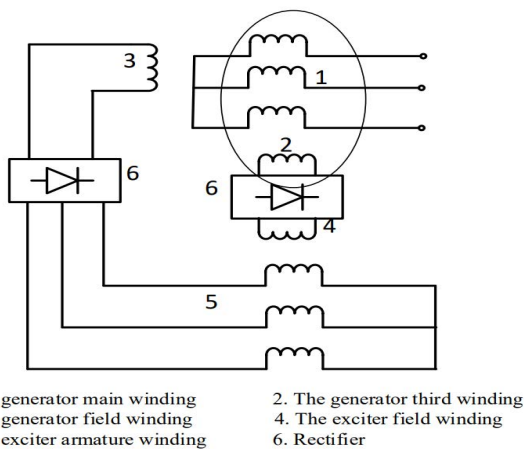 3
1
2
6
6
4
5
generator main winding 2. The generator third winding
generator field winding 4. The exciter field winding
exciter armature winding 6. Rectifier